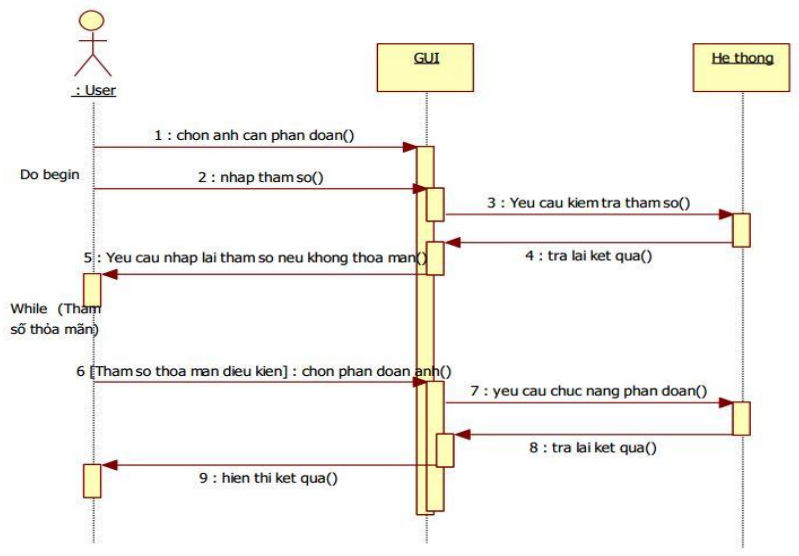 : User
GUI
He thong
1 : chon anh can phan doan()
Do begin
2 : nhap tham so()
3 : Yeu cau kiem tra tham so()
4 : tra lai ket qua()
5 : Yeu cau nhap lai tham so neu khong thoa man()
While (Tham
số thỏa mãn)
6 [Tham so thoa man dieu kien] : chon phan doan anh()
7 : yeu cau chuc nang phan doan()
8 : tra lai ket qua()
9 : hien thi ket qua()